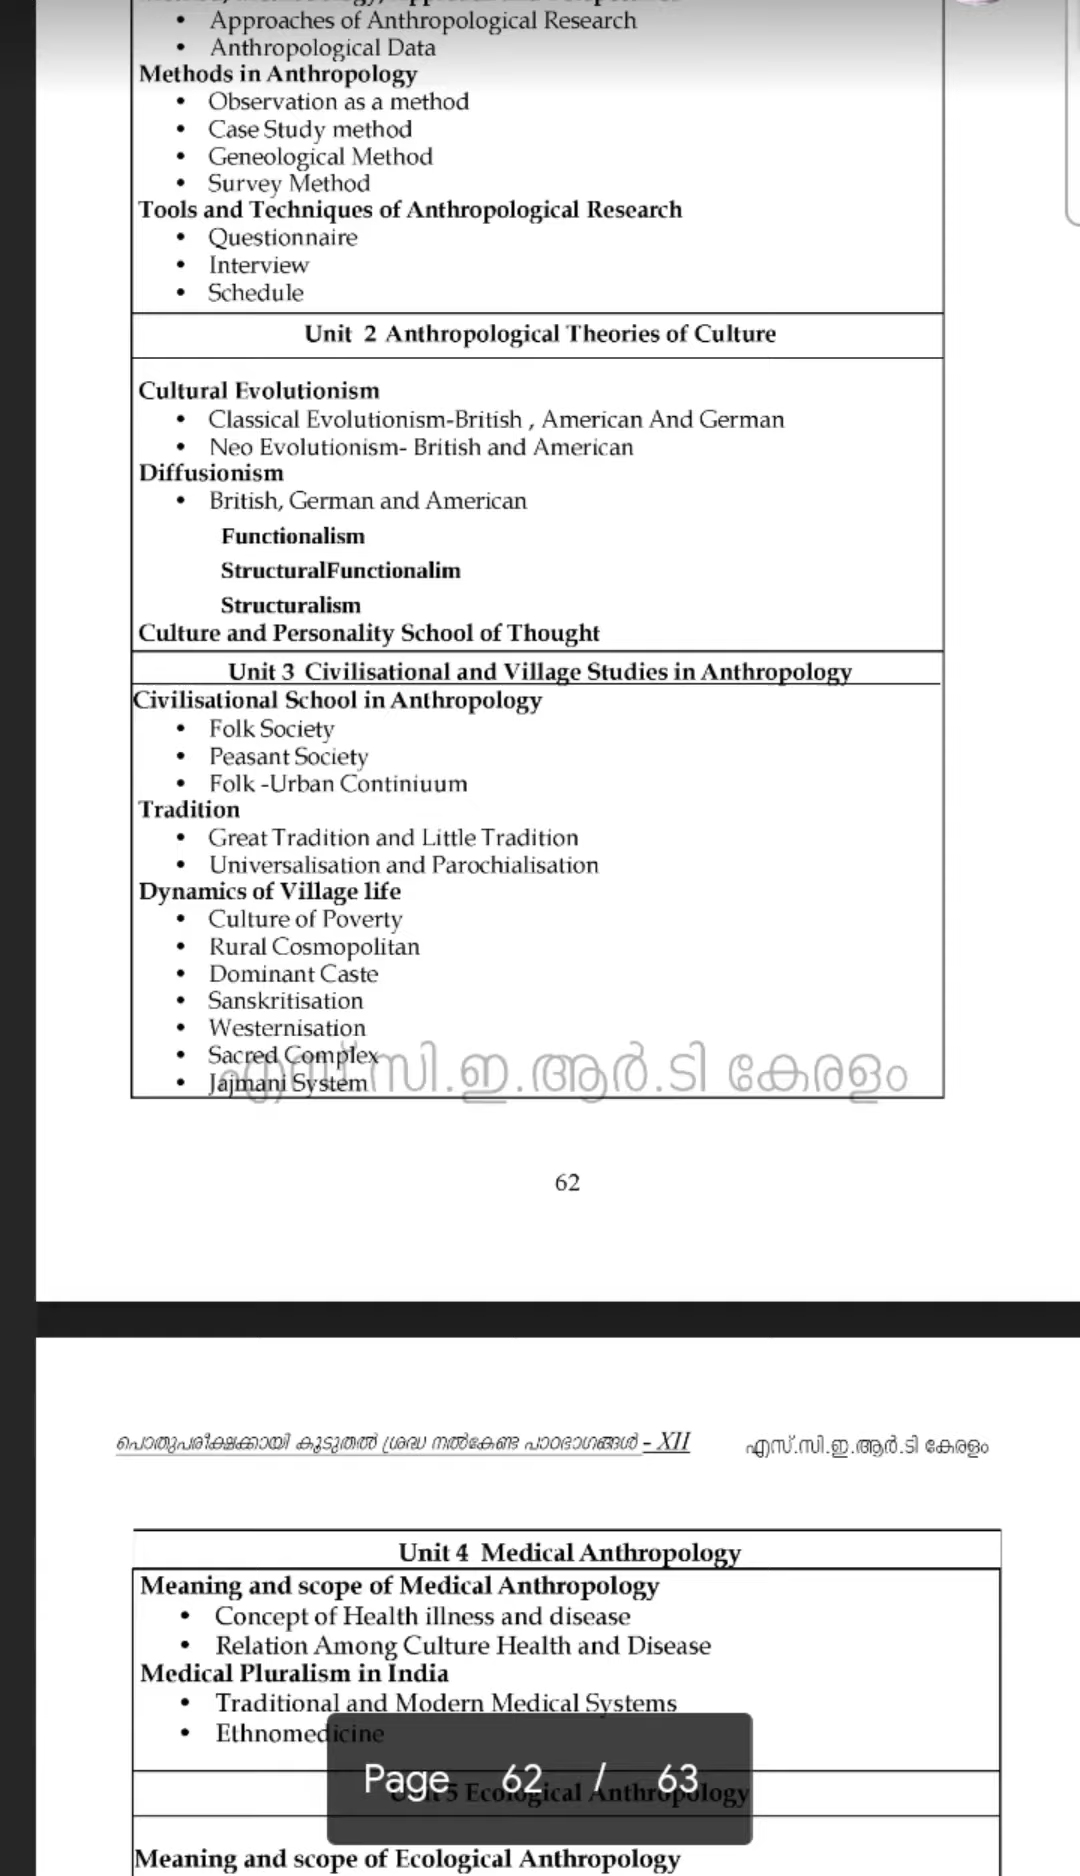 • Approaches of Anthropological Research
• Anthropological Data
Methods in Anthropology
• Observation as a method
• Case Study method
• Geneological Method
• Survey Method
Tools and Techniques of Anthropological Research
• Questionnaire
• Interview
• Schedule
Unit 2 Anthropological Theories of Culture
Cultural Evolutionism
• Classical Evolutionism-British , American And German
• Neo Evolutionism- British and American
Diffusionism
• British, German and American
Functionalism
StructuralFunctionalim
Structuralism
Culture and Personality School of Thought
Unit 3 Civilisational and Village Studies in Anthropology
Civilisational School in Anthropology
• Folk Society
• Peasant Society
• Folk -Urban Continiuum
Tradition
• Great Tradition and Little Tradition
• Universalisation and Parochialisation
Dynamics of Village life
• Culture of Poverty
• Rural Cosmopolitan
• Dominant Caste
• Sanskritisation
• Westernisation
• Sacred Complex
• Jajmani System
എസ്.സി.ഇ.ആർ.ടി കേരളം
62
പൊതുപരീക്ഷക്കായി കൂടുതൽ ശ്രദ്ധ നൽകേണ്ട പാഠഭാഗങ്ങൾ - XII എസ്.സി.ഇ.ആർ.ടി കേരളം
Unit 4 Medical Anthropology
Meaning and scope of Medical Anthropology
• Concept of Health illness and disease
• Relation Among Culture Health and Disease
Medical Pluralism in India
• Traditional and Modern Medical Systems
• Ethnomedicine
Page 62 / 63
Unit 5 Ecological Anthropology
Meaning and scope of Ecological Anthropology